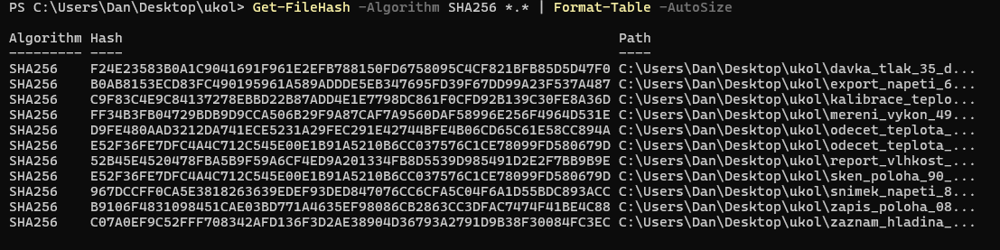 PS C:\Users\Dan\Desktop\ukol> Get-FileHash -Algorithm SHA256 *.* | Format-Table -AutoSize
Algorithm Hash Path
--------- ---- ----
SHA256 F24E23583B0A1C9041691F961E2EFB788150FD6758095C4CF821BFB85D5D47F0 C:\Users\Dan\Desktop\ukol\davka_tlak_35_d...
SHA256 B0AB8153ECD83FC490195961A589ADDDE5EB347695FD39F67DD99A23F537A487 C:\Users\Dan\Desktop\ukol\export_napeti_6...
SHA256 C9F83C4E9C84137278EBBD22B87ADD4E1E7798DC861F0CFD92B139C30FE8A36D C:\Users\Dan\Desktop\ukol\kalibrace_teplo...
SHA256 FF34B3FB04729BDB9D9CCA506B29F9A87CAF7A9560DAF58996E256F4964D531E C:\Users\Dan\Desktop\ukol\mereni_vykon_49...
SHA256 D9FE480AAD3212DA741ECE5231A29FEC291E42744BFE4B06CD65C61E58CC894A C:\Users\Dan\Desktop\ukol\odecet_teplota_...
SHA256 E52F36FE7DFC4A4C712C545E00E1B91A5210B6CC037576C1CE78099FD580679D C:\Users\Dan\Desktop\ukol\odecet_teplota_...
SHA256 52B45E4520478FBA5B9F59A6CF4ED9A201334FB8D5539D985491D2E2F7BB9B9E C:\Users\Dan\Desktop\ukol\report_vlhkost_...
SHA256 E52F36FE7DFC4A4C712C545E00E1B91A5210B6CC037576C1CE78099FD580679D C:\Users\Dan\Desktop\ukol\sken_poloha_90_...
SHA256 967DCCFF0CA5E3818263639EDEF93DED847076CC6CFA5C04F6A1D55BDC893ACC C:\Users\Dan\Desktop\ukol\snimek_napeti_8...
SHA256 B9106F4831098451CAE03BD771A4635EF98086CB2863CC3DFAC7474F41BE4C88 C:\Users\Dan\Desktop\ukol\zapis_poloha_08...
SHA256 C07A0EF9C52FFF708342AFD136F3D2AE38904D36793A2791D9B38F30084FC3EC C:\Users\Dan\Desktop\ukol\zaznam_hladina_...